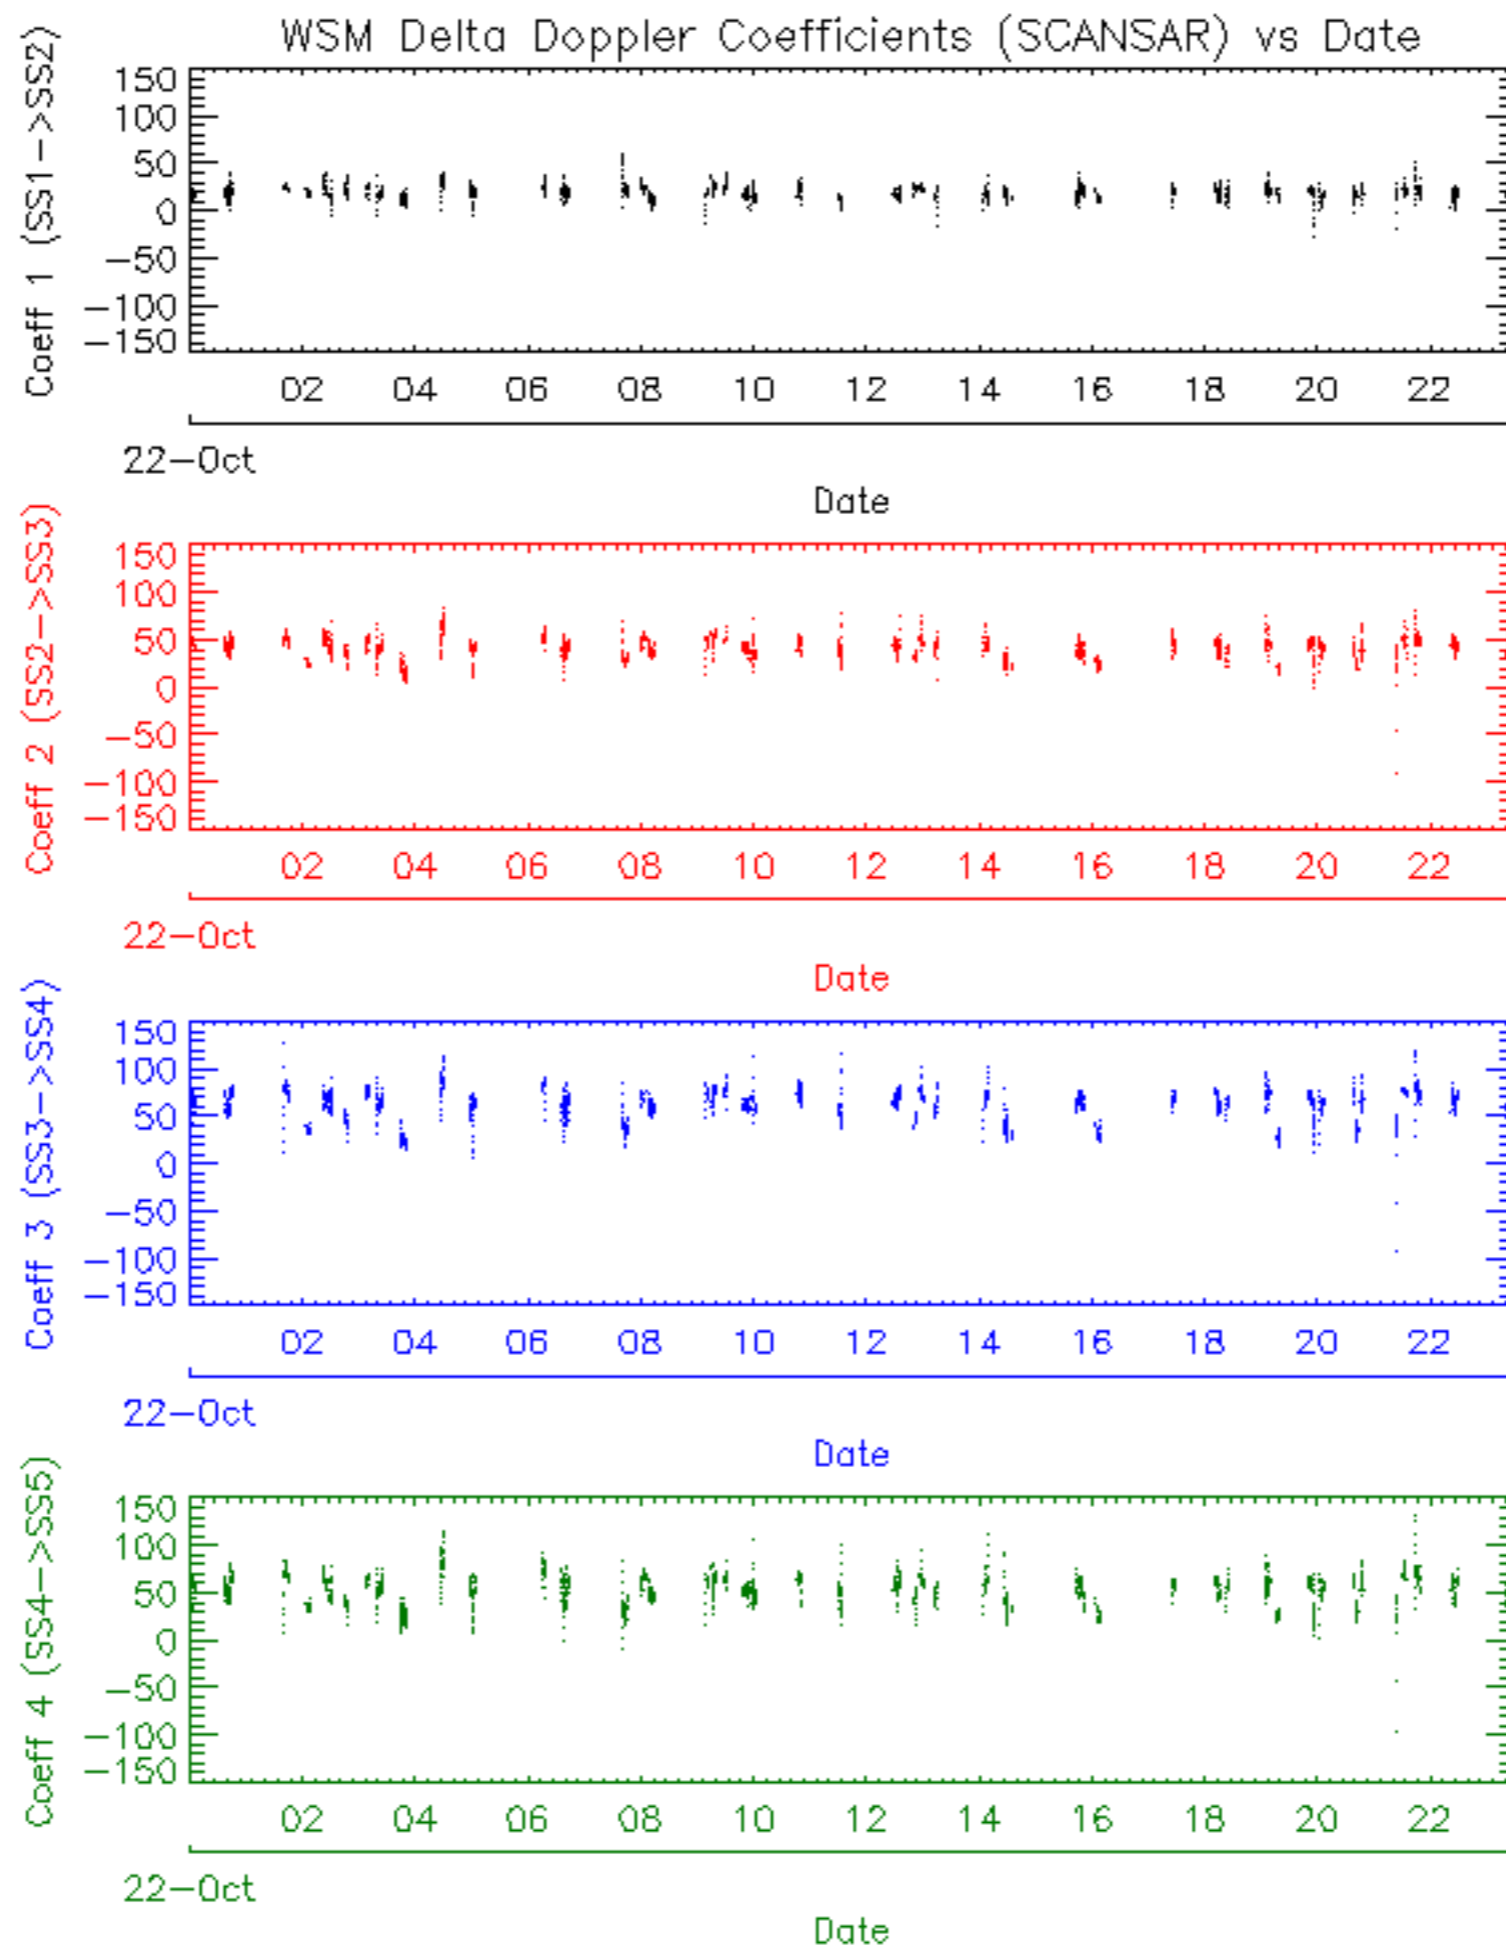 WSM Delta Doppler Coefficients (SCANSAR) vs Date
Coeff 1 (SS1->SS2)
150
100
50
0
-50
-100
-150
02 04 06 08 10 12 14 16 18 20 22
22-Oct
Date
Coeff 2 (SS2->SS3)
150
100
50
0
-50
-100
-150
02 04 06 08 10 12 14 16 18 20 22
22-Oct
Date
Coeff 3 (SS3->SS4)
150
100
50
0
-50
-100
-150
02 04 06 08 10 12 14 16 18 20 22
22-Oct
Date
Coeff 4 (SS4->SS5)
150
100
50
0
-50
-100
-150
02 04 06 08 10 12 14 16 18 20 22
22-Oct
Date